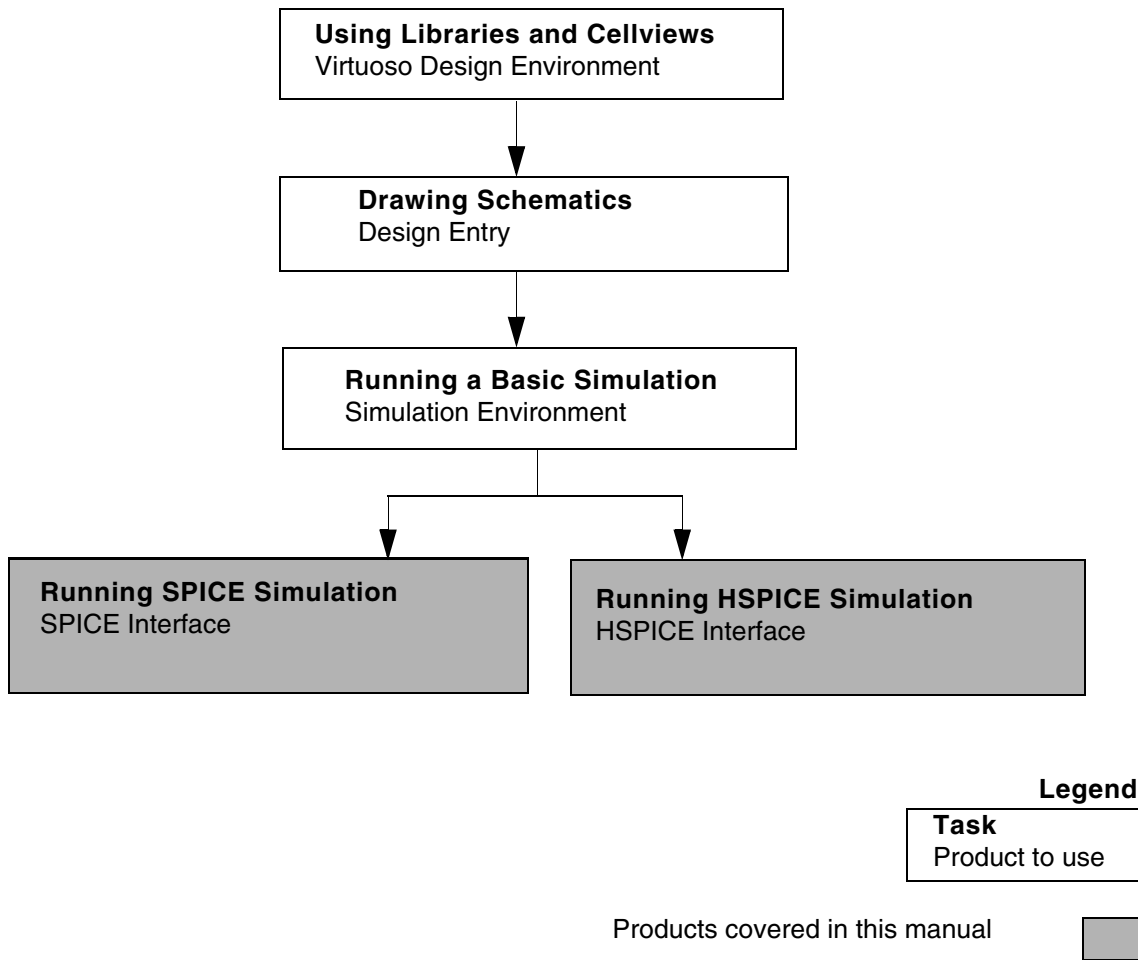 Using Libraries and Cellviews
Virtuoso Design Environment
Drawing Schematics
Design Entry
Running a Basic Simulation
Simulation Environment
Running SPICE Simulation
SPICE Interface
Running HSPICE Simulation
HSPICE Interface
Legend
Task
Product to use
Products covered in this manual